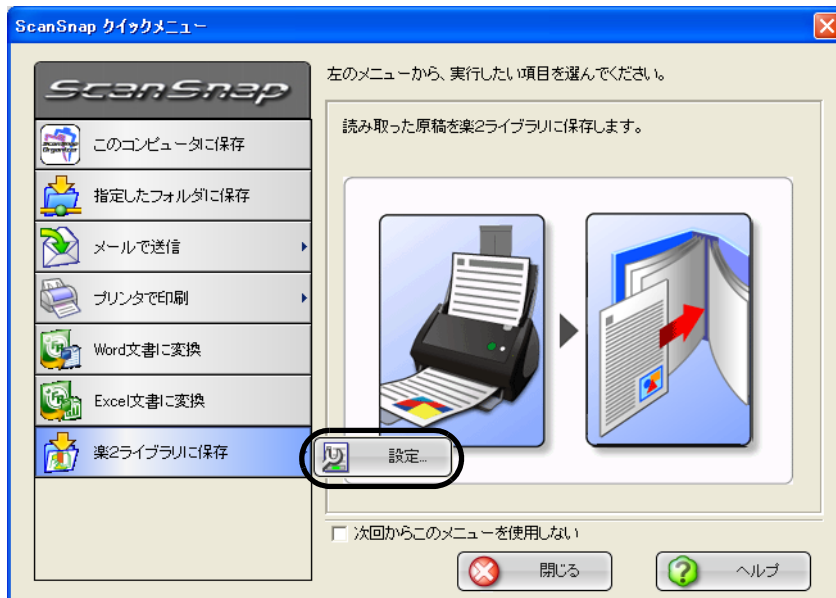 ScanSnap クイックメニュー
ScanSnap
このコンピュータに保存
指定したフォルダに保存
メールで送信
プリンタで印刷
Word文書に変換
Excel文書に変換
楽2ライブラリに保存
設定...
左のメニューから、実行したい項目を選んでください。
読み取った原稿を楽2ライブラリに保存します。
次回からこのメニューを使用しない
閉じる
ヘルプ